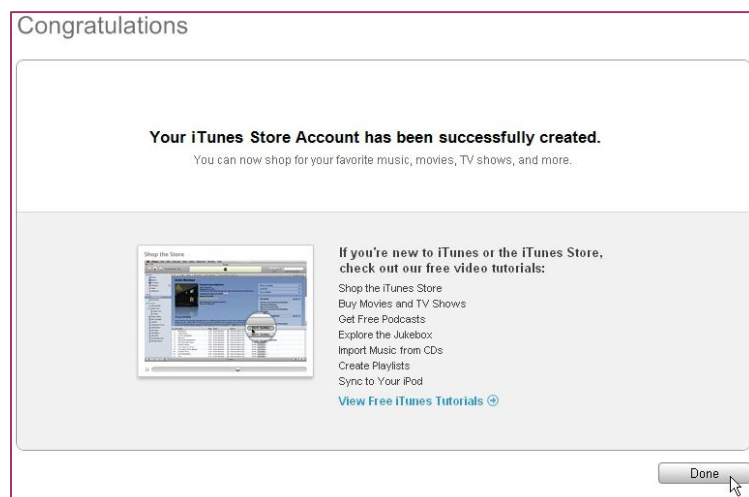 Congratulations
Your iTunes Store Account has been successfully created.
You can now shop for your favorite music, movies, TV shows, and more.
Shop the Store
If you're new to iTunes or the iTunes Store,
check out our free video tutorials:
Shop the iTunes Store
Buy Movies and TV Shows
Get Free Podcasts
Explore the Jukebox
Import Music from CDs
Create Playlists
Sync to Your iPod
View Free iTunes Tutorials
Done